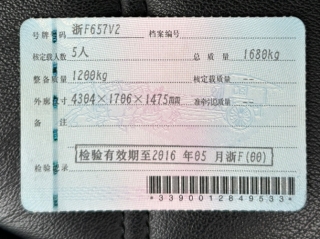 号牌号码 浙F657V2 档案编号
核定载人数 5人 总质量 1680kg
整备质量 1200kg 核定载质量 --
外廓尺寸 4304×1706×1475mm 准牵引总质量 --
备注
检验记录 检验有效期至2016 年05 月浙F(00)
*3390012849533*